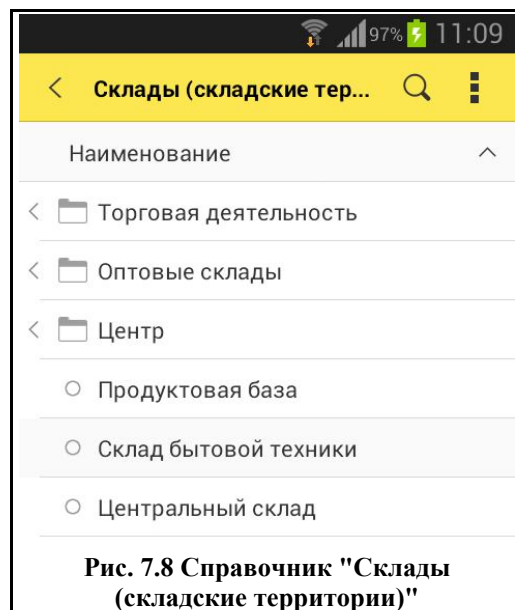 97% 11:09
Склады (складские тер...
Наименование
Торговая деятельность
Оптовые склады
Центр
Продуктовая база
Склад бытовой техники
Центральный склад
Рис. 7.8 Справочник "Склады
(складские территории)"